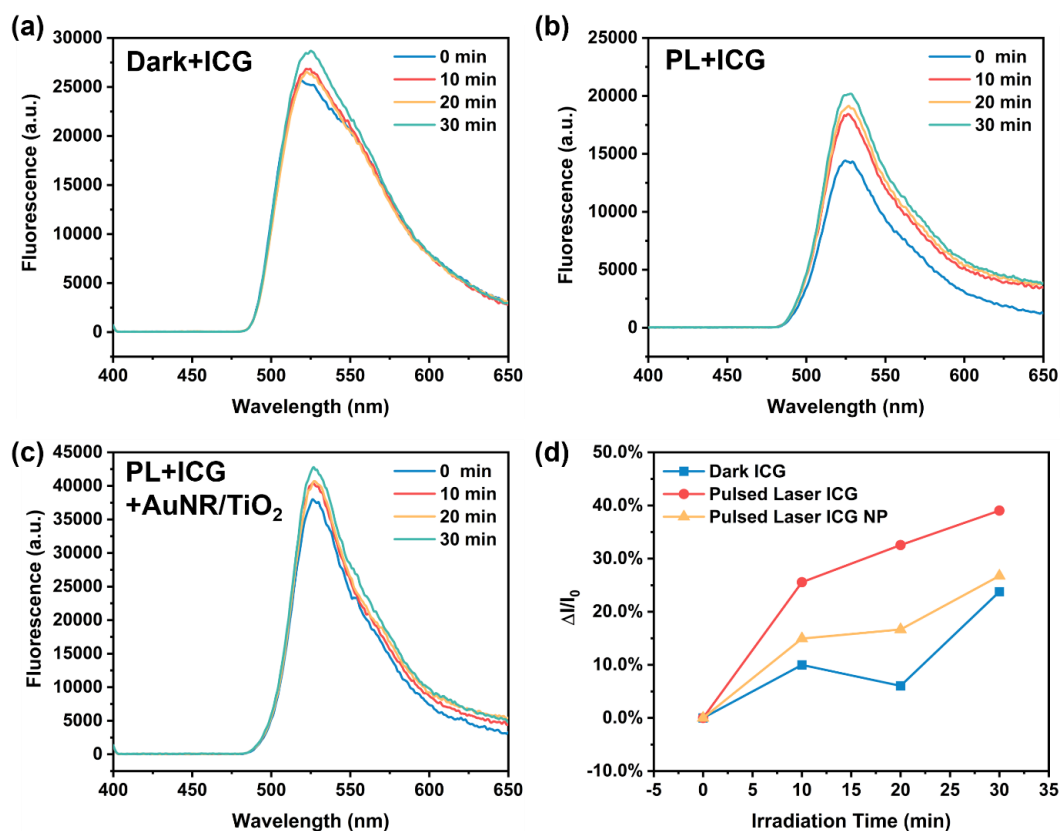 (a)
Dark+ICG
0 min
10 min
20 min
30 min
30000
25000
20000
15000
10000
5000
0
400 450 500 550 600 650
Fluorescence (a.u.)
Wavelength (nm)
(b)
PL+ICG
0 min
10 min
20 min
30 min
25000
20000
15000
10000
5000
0
400 450 500 550 600 650
Fluorescence (a.u.)
Wavelength (nm)
(c)
PL+ICG
+AuNR/TiO₂
0 min
10 min
20 min
30 min
45000
40000
35000
30000
25000
20000
15000
10000
5000
0
400 450 500 550 600 650
Fluorescence (a.u.)
Wavelength (nm)
(d)
Dark ICG
Pulsed Laser ICG
Pulsed Laser ICG NP
50.0%
40.0%
30.0%
20.0%
10.0%
0.0%
-10.0%
-5 0 5 10 15 20 25 30 35
ΔI/I₀
Irradiation Time (min)